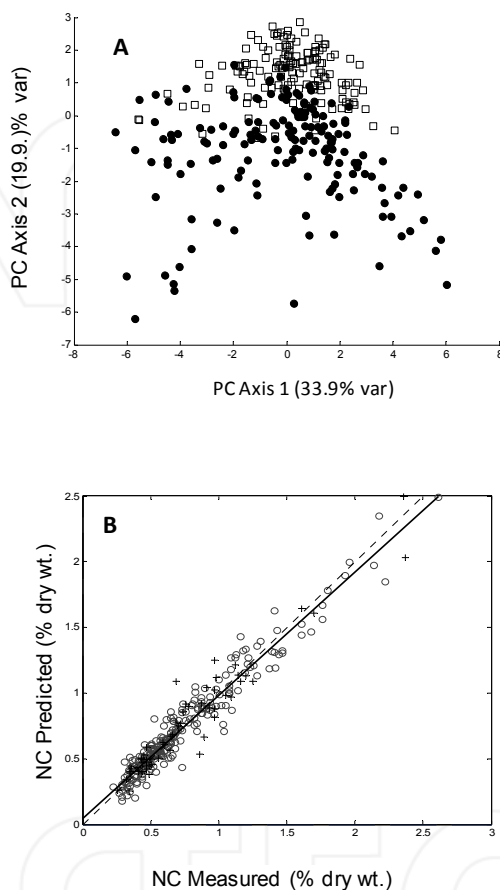 A
3
2
1
0
-1
-2
-3
-4
-5
-6
-7
PC Axis 2 (19.9.)% var)
-8 -6 -4 -2 0 2 4 6 8
PC Axis 1 (33.9% var)
B
2.5
2
1.5
1
0.5
0
NC Predicted (% dry wt.)
0 0.5 1 1.5 2 2.5 3
NC Measured (% dry wt.)